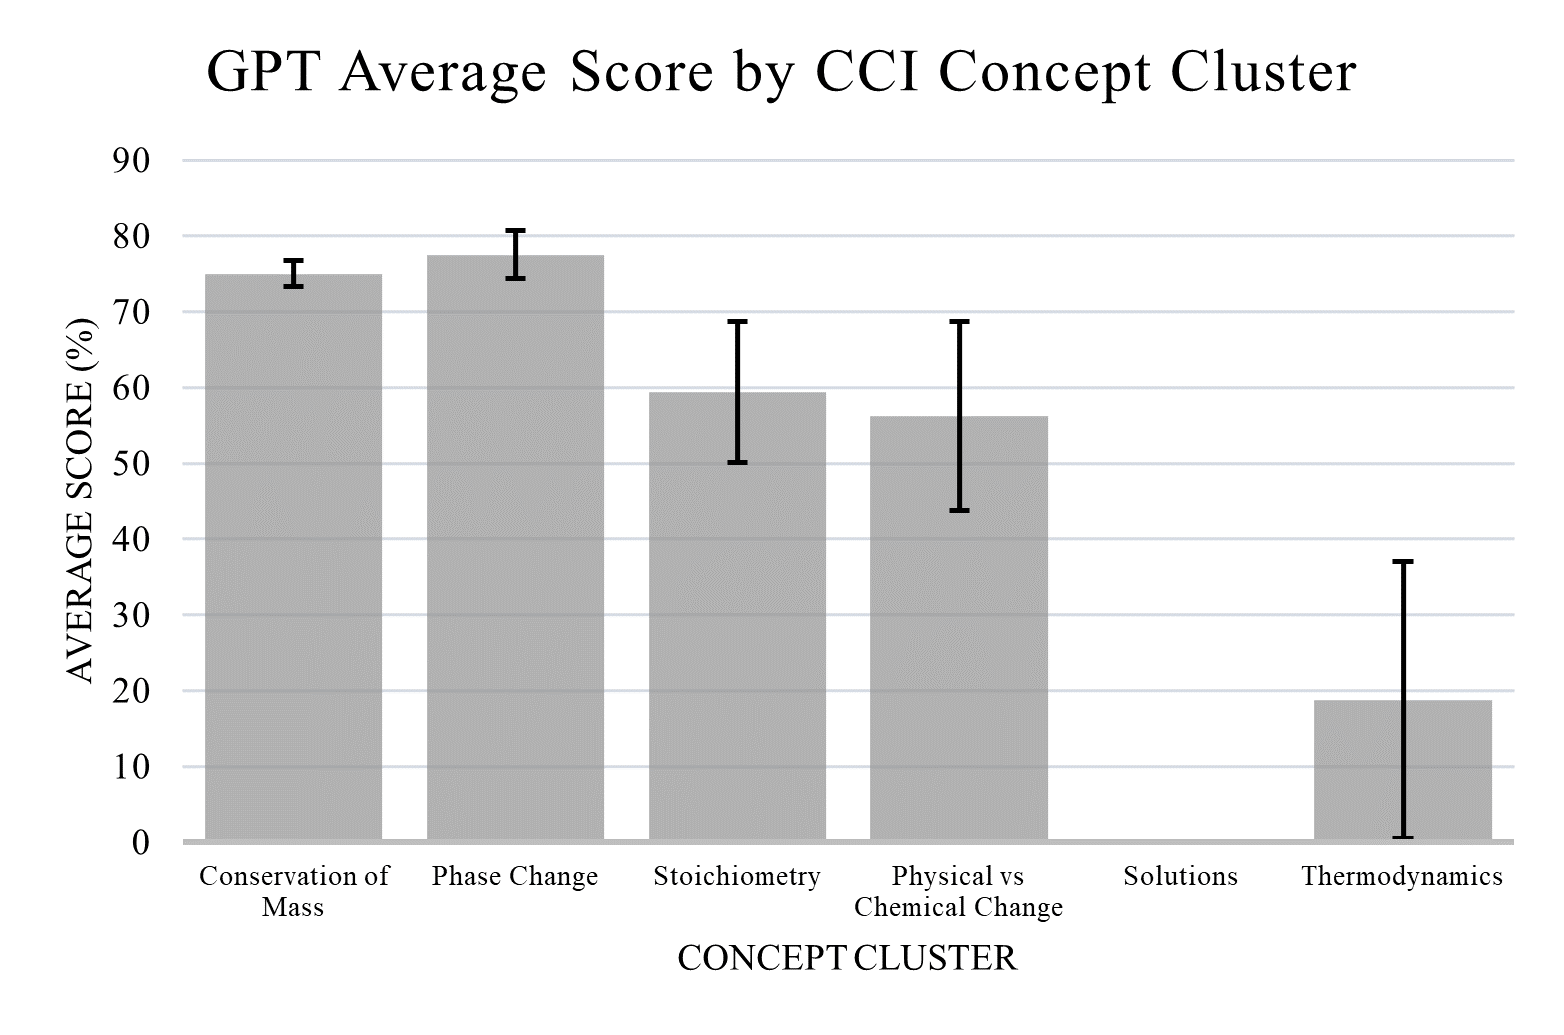 GPT Average Score by CCI Concept Cluster
AVERAGE SCORE (%)
90
80
70
60
50
40
30
20
10
0
Conservation of
Mass
Phase Change
Stoichiometry
Physical vs
Chemical Change
Solutions
Thermodynamics
CONCEPT CLUSTER